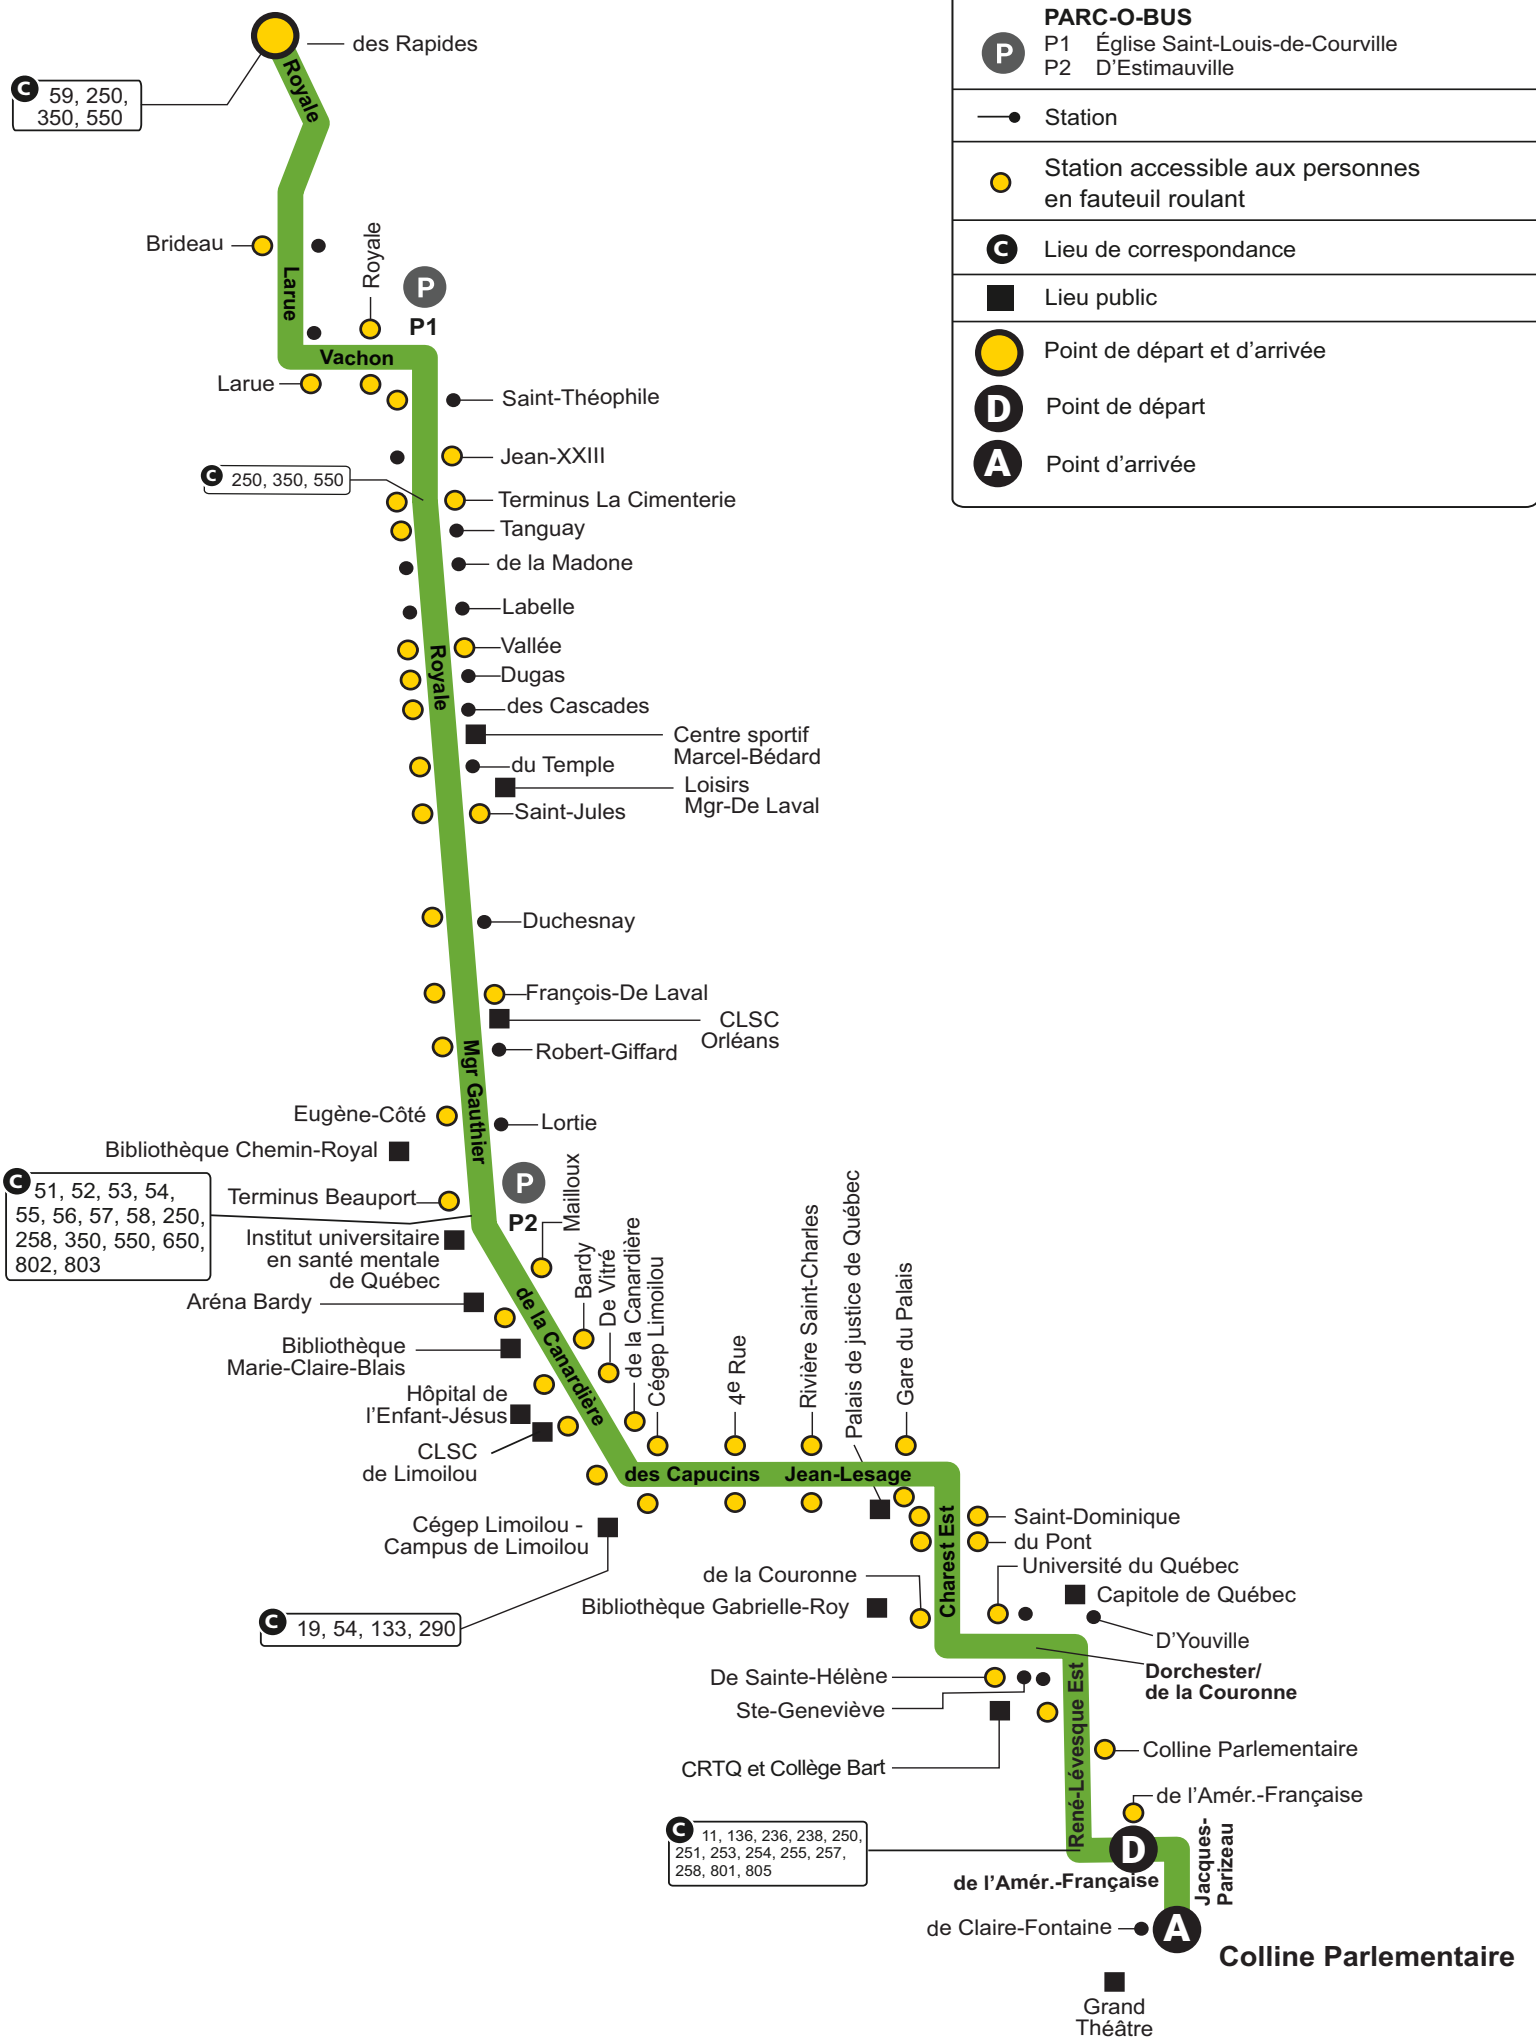 des Rapides
Royale
C
59, 250,
350, 550
PARC-O-BUS
P
P1 Église Saint-Louis-de-Courville
P2 D'Estimauville
Station
Station accessible aux personnes
en fauteuil roulant
C
Lieu de correspondance
Lieu public
Point de départ et d'arrivée
D
Point de départ
A
Point d'arrivée
Brideau
Larue
Royale
P
P1
Vachon
Larue
Saint-Théophile
Jean-XXIII
C
250, 350, 550
Terminus La Cimenterie
Tanguay
de la Madone
Labelle
Vallée
Royale
Dugas
des Cascades
Centre sportif
Marcel-Bédard
du Temple
Loisirs
Mgr-De Laval
Saint-Jules
Duchesnay
François-De Laval
CLSC
Orléans
Robert-Giffard
Mgr Gauthier
Eugène-Côté
Lortie
Bibliothèque Chemin-Royal
C
51, 52, 53, 54,
55, 56, 57, 58, 250,
258, 350, 550, 650,
802, 803
Terminus Beauport
P
P2
Institut universitaire
en santé mentale
de Québec
Mailloux
Aréna Bardy
de la Canardière
Bardy
De Vitré
de la Canardière
Cégep Limoilou
4e Rue
Rivière Saint-Charles
Palais de justice de Québec
Gare du Palais
Bibliothèque
Marie-Claire-Blais
Hôpital de
l'Enfant-Jésus
CLSC
de Limoilou
des Capucins
Jean-Lesage
Cégep Limoilou -
Campus de Limoilou
C
19, 54, 133, 290
Charest Est
Saint-Dominique
du Pont
Université du Québec
de la Couronne
Capitole de Québec
Bibliothèque Gabrielle-Roy
D'Youville
Dorchester/
de la Couronne
De Sainte-Hélène
Ste-Geneviève
René-Lévesque Est
CRTQ et Collège Bart
Colline Parlementaire
de l'Amér.-Française
C
11, 136, 236, 238, 250,
251, 253, 254, 255, 257,
258, 801, 805
D
Jacques-
Parizeau
de l'Amér.-Française
de Claire-Fontaine
A
Colline Parlementaire
Grand
Théâtre